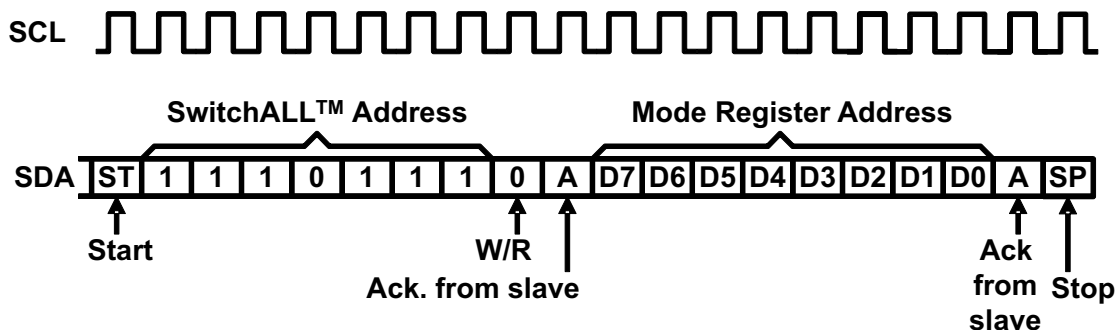 SCL
SwitchALL™ Address Mode Register Address
SDA ST 1 1 1 0 1 1 1 0 A D7 D6 D5 D4 D3 D2 D1 D0 A SP
Start W/R Ack Stop
Ack. from slave from
slave